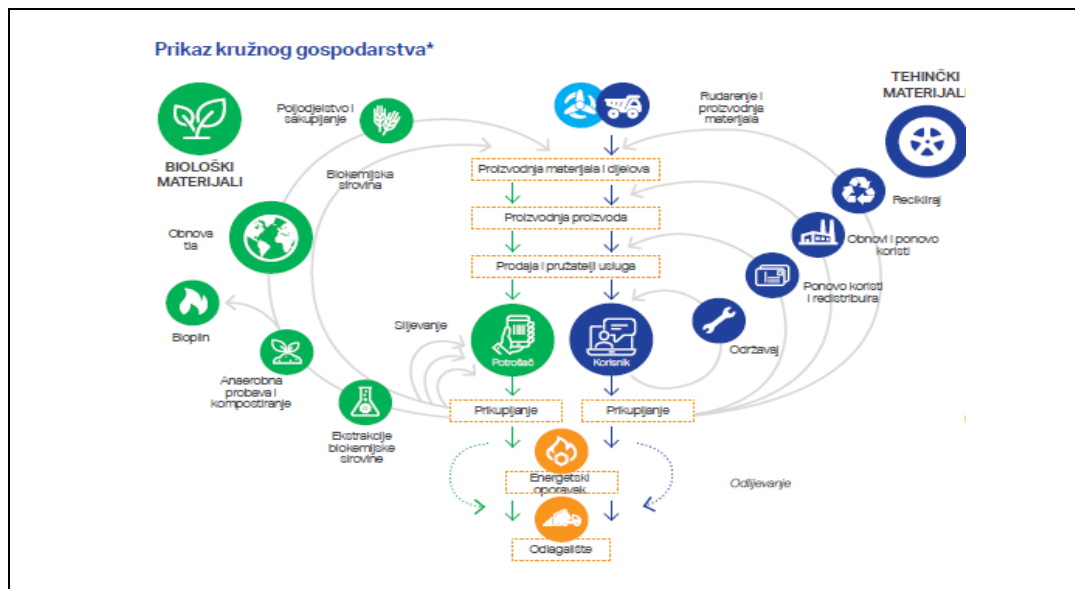 Prikaz kružnog gospodarstva*
TEHINČKI
MATERIJALI
BIOLOŠKI
MATERIJALI
Poljodjelstvo i
sakupljanje
Rudarenje i
proizvodnja
materijala
Biokemijska
sirovina
Proizvodnja materijala i dijelova
Recikliraj
Proizvodnja proizvoda
Obnova
tla
Obnovi i ponovo
koristi
Prodaja i pružatelji usluga
Ponovo koristi
i redistribuira
Bioplin
Slijevanje
Potrošač
Korisnik
Održavaj
Anaerobna
probava i
kompostiranje
Prikupljanje
Prikupljanje
Ekstrakcije
biokemijske
sirovine
Energetski
oporavak
Odlijevanje
Odlagalište